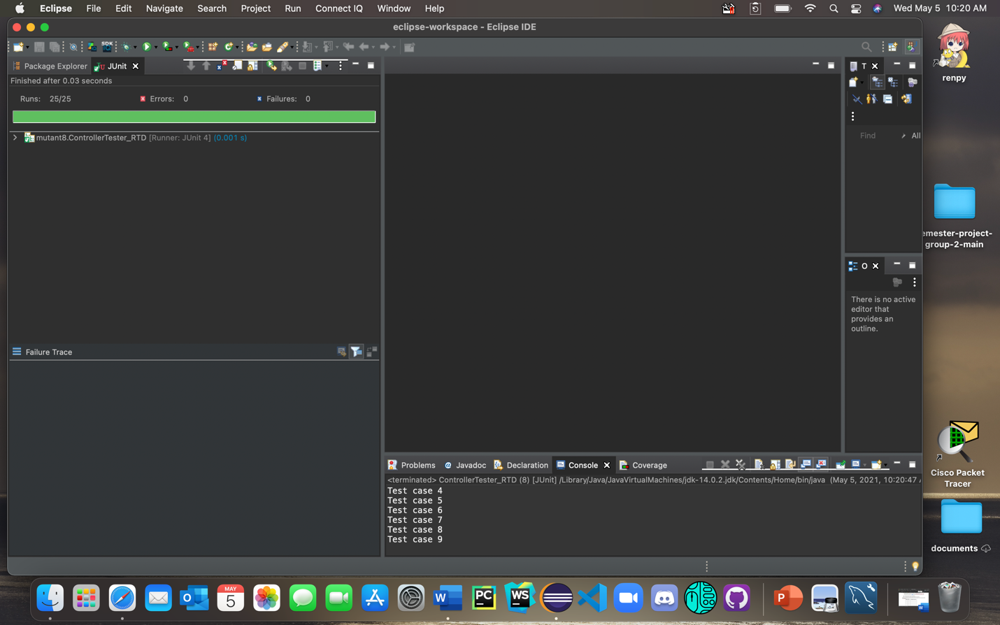 Eclipse File Edit Navigate Search Project Run Connect IQ Window Help
Wed May 5 10:20 AM
eclipse-workspace - Eclipse IDE
SDK
Package Explorer
JUnit
Finished after 0.03 seconds
Runs: 25/25
Errors: 0
Failures: 0
mutant8.ControllerTester_RTD [Runner: JUnit 4] (0.001 s)
Failure Trace
T
Find
All
O
There is no active
editor that
provides an
outline.
Problems
@ Javadoc
Declaration
Console
Coverage
<terminated> ControllerTester_RTD (8) [JUnit] /Library/Java/JavaVirtualMachines/jdk-14.0.2.jdk/Contents/Home/bin/java (May 5, 2021, 10:20:47
Test case 4
Test case 5
Test case 6
Test case 7
Test case 8
Test case 9
renpy
emester-project-
group-2-main
Cisco Packet
Tracer
documents
MAY
5
W
PC
WS
P